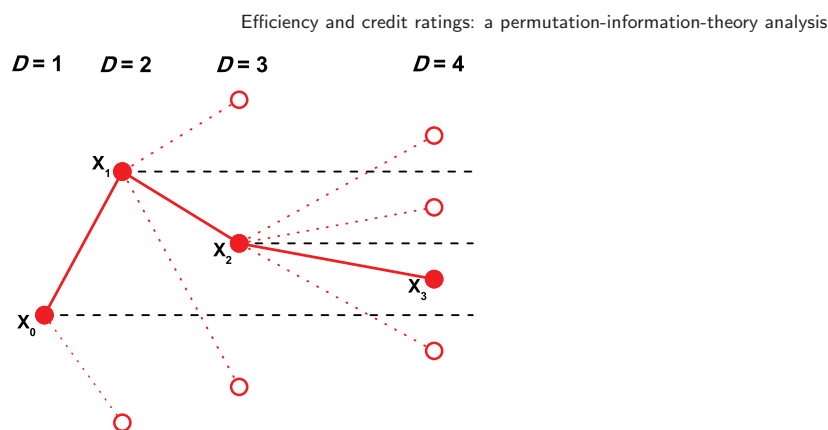 Efficiency and credit ratings: a permutation-information-theory analysis
D = 1 D = 2 D = 3 D = 4
X1
X2
X3
X0